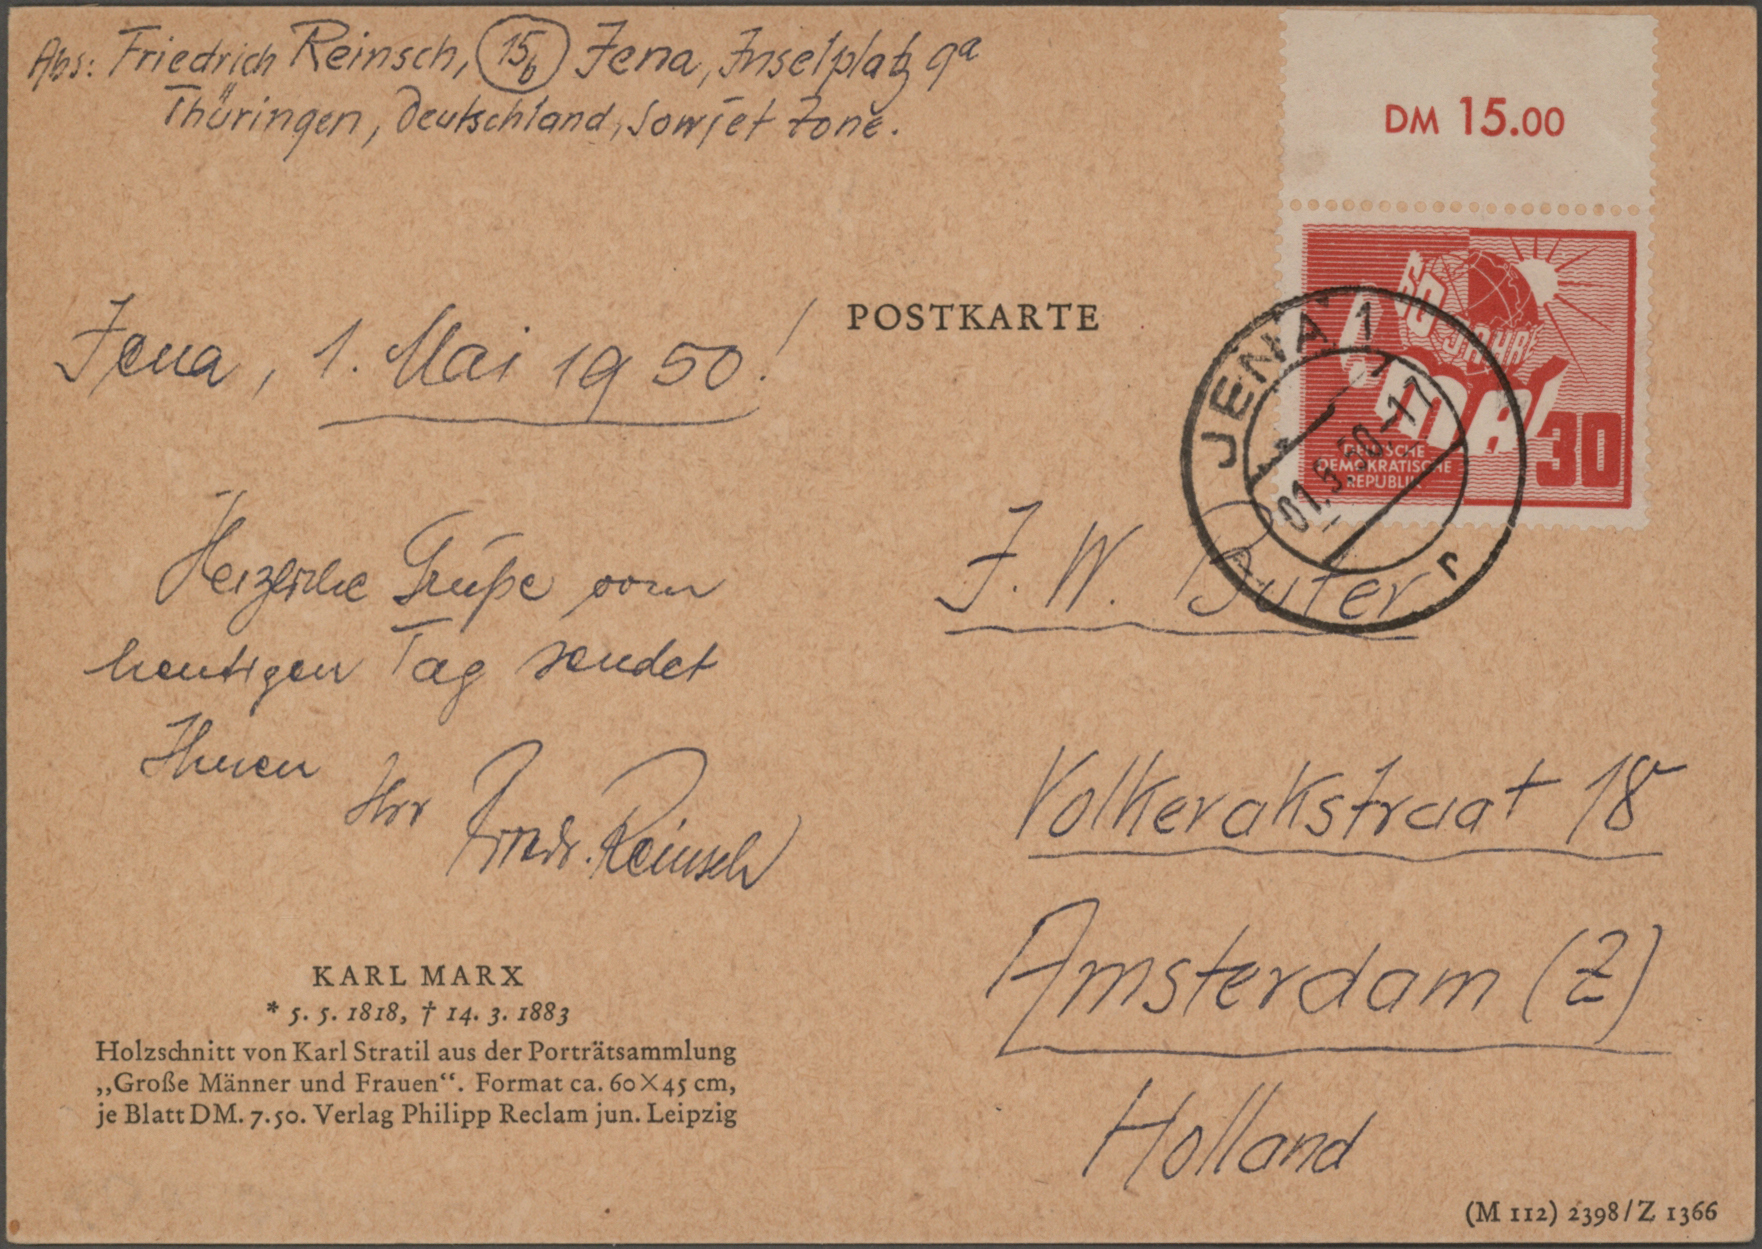 Abs: Friedrich Reinsch, (15b) Jena, Inselplatz 9a
Thüringen, Deutschland, Sowjet Zone.
DM 15.00
60 JAHRE
1. MAI
30
DEUTSCHE
DEMOKRATISCHE
REPUBLIK
JENA 1
01.5.50.-17
r
POSTKARTE
Jena, 1. Mai 1950!
Herzliche Grüße vom
heutigen Tag sendet
Ihnen
Ihr Friedr. Reinsch
J. W. Buter
Volkerakstraat 18
Amsterdam (Z)
Holland
KARL MARX
* 5. 5. 1818, † 14. 3. 1883
Holzschnitt von Karl Stratil aus der Porträtsammlung
„Große Männer und Frauen“. Format ca. 60×45 cm,
je Blatt DM. 7.50. Verlag Philipp Reclam jun. Leipzig
(M 112) 2398/Z 1366